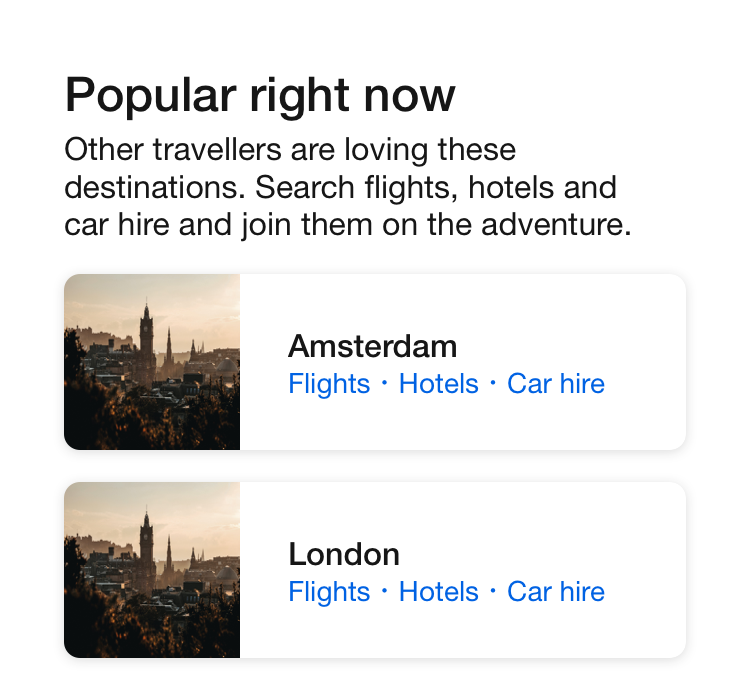 Popular right now
Other travellers are loving these
destinations. Search flights, hotels and
car hire and join them on the adventure.
Amsterdam
Flights · Hotels · Car hire
London
Flights · Hotels · Car hire